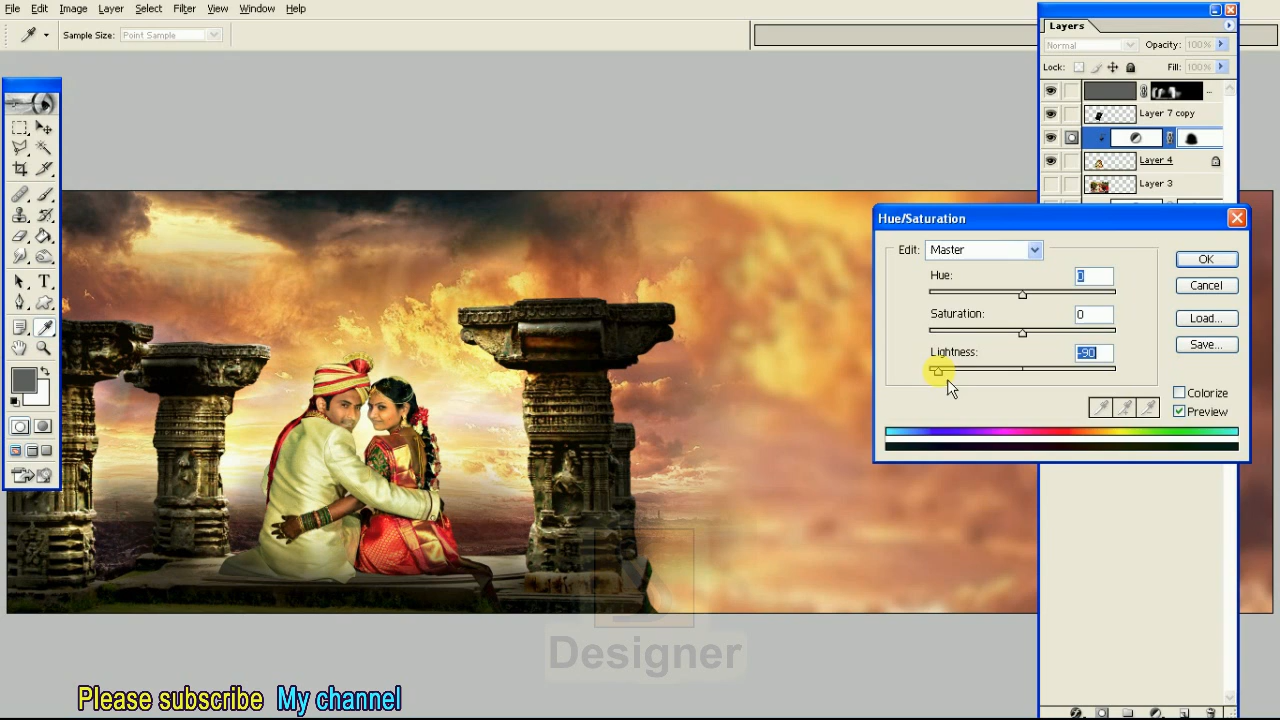 File Edit Image Layer Select Filter View Window Help
Sample Size: Point Sample
Layers
Normal Opacity: 100%
Lock: Fill: 100%
...
Layer 7 copy
Layer 4
Layer 3
Hue/Saturation
Edit: Master
Hue: 0
Saturation: 0
Lightness: -90
OK
Cancel
Load...
Save...
Colorize
Preview
Designer
Please subscribe My channel